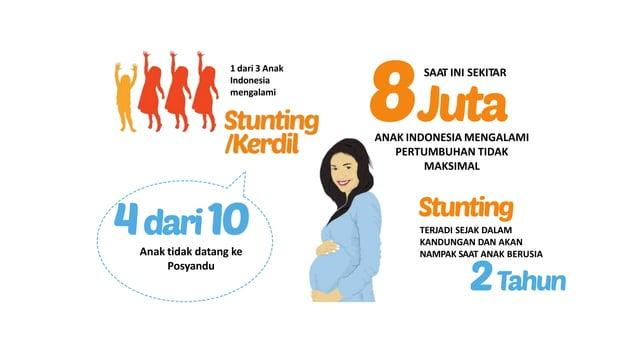 1 dari 3 Anak
Indonesia
mengalami
Stunting
/Kerdil
8
SAAT INI SEKITAR
Juta
ANAK INDONESIA MENGALAMI
PERTUMBUHAN TIDAK
MAKSIMAL
4 dari 10
Anak tidak datang ke
Posyandu
Stunting
TERJADI SEJAK DALAM
KANDUNGAN DAN AKAN
NAMPAK SAAT ANAK BERUSIA
2 Tahun